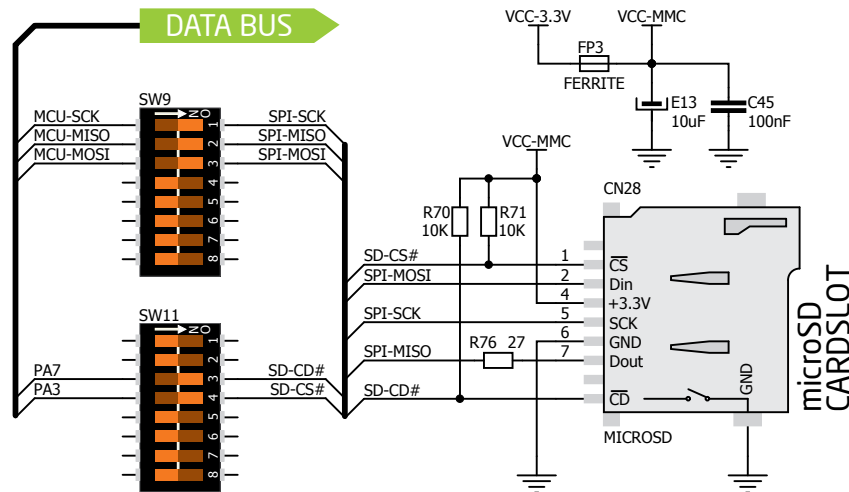 DATA BUS
VCC-3.3V
VCC-MMC
FP3
FERRITE
E13
10uF
C45
100nF
SW9
NO
MCU-SCK
1
SPI-SCK
MCU-MISO
2
SPI-MISO
MCU-MOSI
3
SPI-MOSI
4
5
6
7
8
VCC-MMC
R70
10K
R71
10K
CN28
SD-CS#
1
CS
SPI-MOSI
2
Din
4
+3.3V
SPI-SCK
5
SCK
6
GND
SPI-MISO
R76 27
7
Dout
SD-CD#
CD
GND
MICROSD
microSD
CARDSLOT
SW11
NO
1
2
PA7
3
SD-CD#
PA3
4
SD-CS#
5
6
7
8